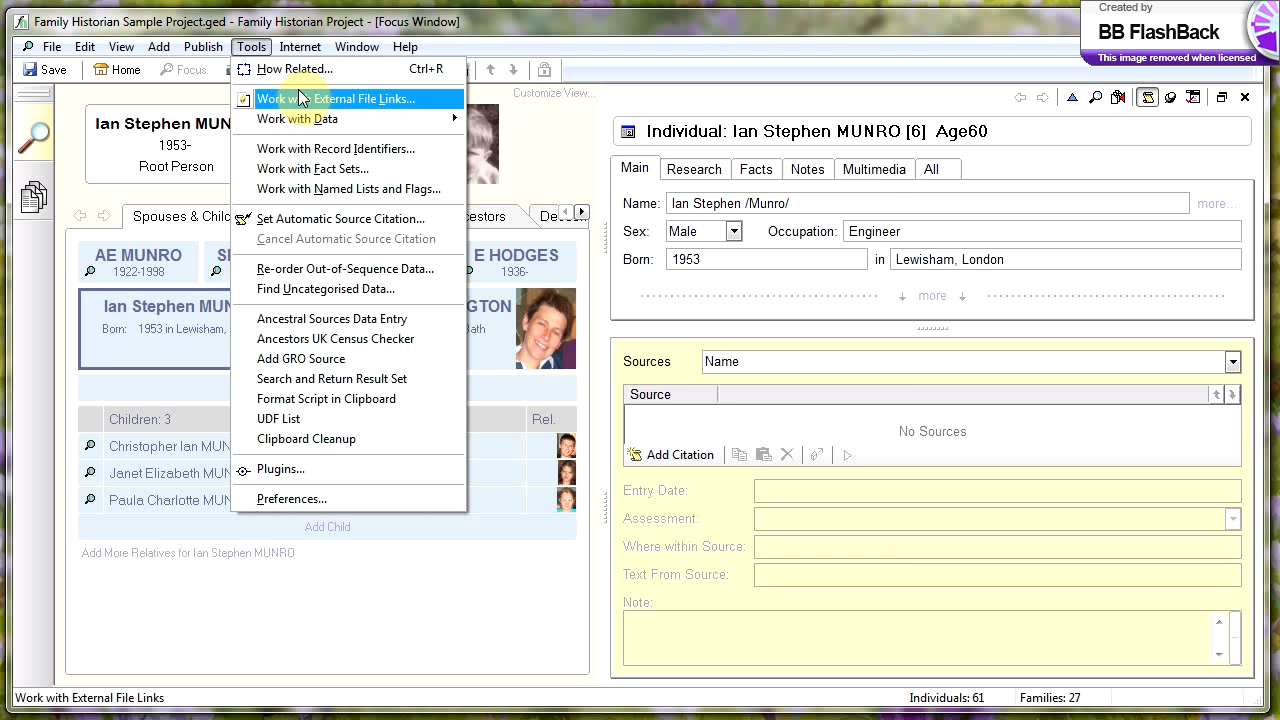 Family Historian Sample Project.ged - Family Historian Project - [Focus Window]
Created by
BB FlashBack
This image removed when licensed
File Edit View Add Publish Tools Internet Window Help
Save Home Focus
How Related... Ctrl+R
Work with External File Links...
Work with Data
Work with Record Identifiers...
Work with Fact Sets...
Work with Named Lists and Flags...
Set Automatic Source Citation...
Cancel Automatic Source Citation
Re-order Out-of-Sequence Data...
Find Uncategorised Data...
Ancestral Sources Data Entry
Ancestors UK Census Checker
Add GRO Source
Search and Return Result Set
Format Script in Clipboard
UDF List
Clipboard Cleanup
Plugins...
Preferences...
Customize View...
Ian Stephen MUN
1953-
Root Person
Spouses & Chil
cestors
De
AE MUNRO
1922-1998
E HODGES
1936-
Ian Stephen MUN
GTON
Born: 1953 in Lewisham,
Bath
Children: 3 Rel.
Christopher Ian MUN
Janet Elizabeth MUN
Paula Charlotte MUN
Add Child
Add More Relatives for Ian Stephen MUNRO
Individual: Ian Stephen MUNRO [6] Age60
Main Research Facts Notes Multimedia All
Name: Ian Stephen /Munro/ more...
Sex: Male Occupation: Engineer
Born: 1953 in Lewisham, London
more
Sources Name
Source
No Sources
Add Citation
Entry Date:
Assessment:
Where within Source:
Text From Source:
Note:
Work with External File Links
Individuals: 61 Families: 27